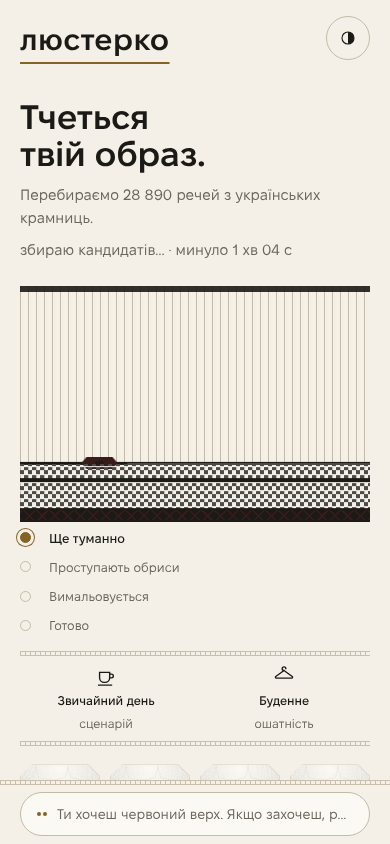 люстерко
Тчеться
твій образ.
Перебираємо 28 890 речей з українських
крамниць.
збираю кандидатів… · минуло 1 хв 04 с
Ще туманно
Проступають обриси
Вимальовується
Готово
Звичайний день
сценарій
Буденне
ошатність
Ти хочеш червоний верх. Якщо захочеш, р…